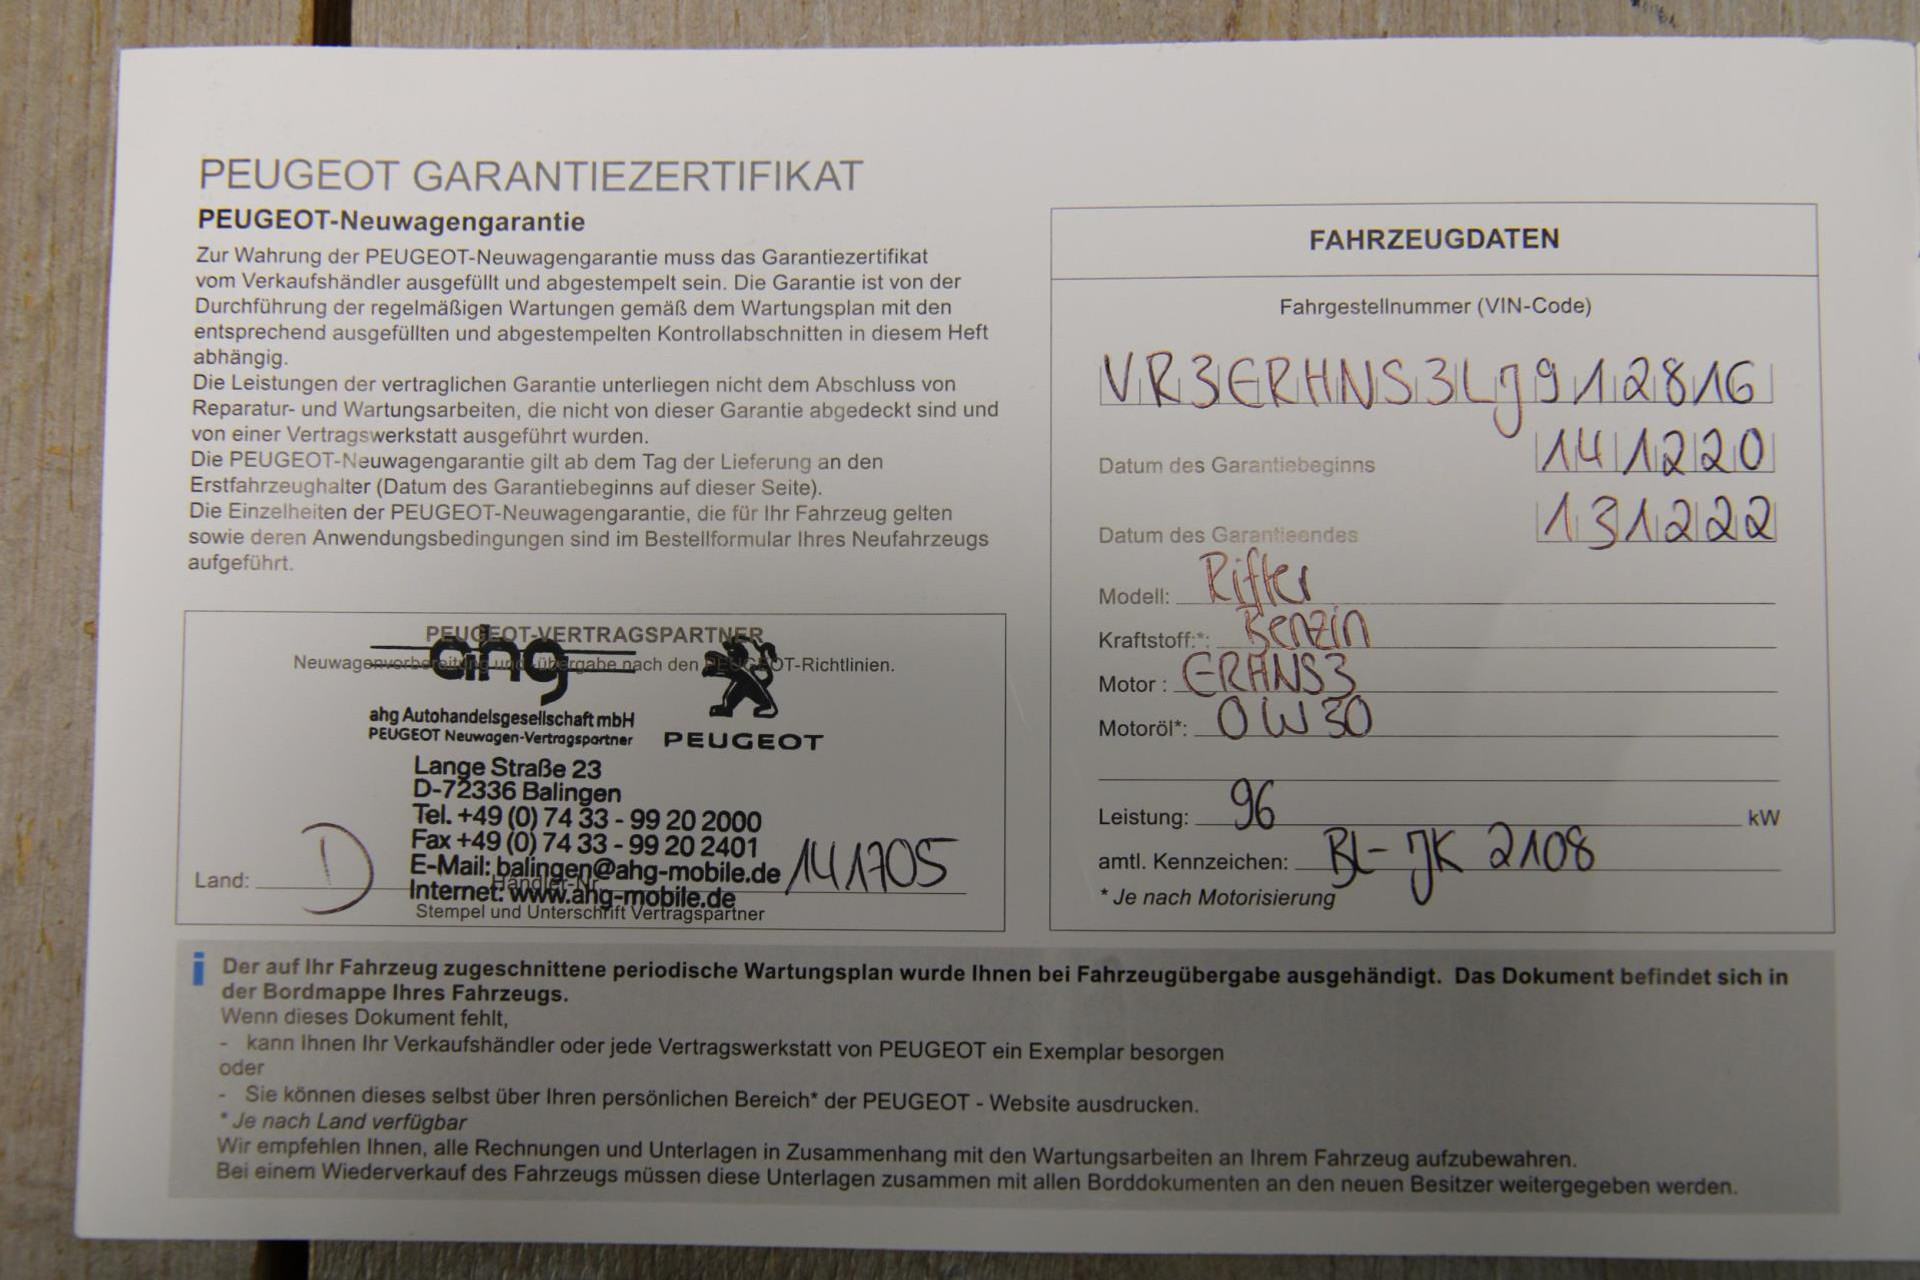 PEUGEOT GARANTIEZERTIFIKAT
PEUGEOT-Neuwagengarantie
Zur Wahrung der PEUGEOT-Neuwagengarantie muss das Garantiezertifikat
vom Verkaufshändler ausgefüllt und abgestempelt sein. Die Garantie ist von der
Durchführung der regelmäßigen Wartungen gemäß dem Wartungsplan mit den
entsprechend ausgefüllten und abgestempelten Kontrollabschnitten in diesem Heft
abhängig.
Die Leistungen der vertraglichen Garantie unterliegen nicht dem Abschluss von
Reparatur- und Wartungsarbeiten, die nicht von dieser Garantie abgedeckt sind und
von einer Vertragswerkstatt ausgeführt wurden.
Die PEUGEOT-Neuwagengarantie gilt ab dem Tag der Lieferung an den
Erstfahrzeughalter (Datum des Garantiebeginns auf dieser Seite).
Die Einzelheiten der PEUGEOT-Neuwagengarantie, die für Ihr Fahrzeug gelten
sowie deren Anwendungsbedingungen sind im Bestellformular Ihres Neufahrzeugs
aufgeführt.
PEUGEOT-VERTRAGSPARTNER
Neuwagenvorbereitung und -übergabe nach den PEUGEOT-Richtlinien.
ahg
ahg Autohandelsgesellschaft mbH
PEUGEOT Neuwagen-Vertragspartner
PEUGEOT
Lange Straße 23
D-72336 Balingen
Tel. +49 (0) 74 33 - 99 20 2000
Fax +49 (0) 74 33 - 99 20 2401
E-Mail: balingen@ahg-mobile.de
Internet: www.ahg-mobile.de
Land: D Händler-Nr. 141705
Stempel und Unterschrift Vertragspartner
FAHRZEUGDATEN
Fahrgestellnummer (VIN-Code)
VR3ERHNS3LJ912816
Datum des Garantiebeginns 141220
Datum des Garantieendes 131222
Modell: Rifter
Kraftstoff:*: Benzin
Motor : ERHNS3
Motoröl*: 0W30
Leistung: 96 kW
amtl. Kennzeichen: BL-JK 2108
* Je nach Motorisierung
i Der auf Ihr Fahrzeug zugeschnittene periodische Wartungsplan wurde Ihnen bei Fahrzeugübergabe ausgehändigt. Das Dokument befindet sich in
der Bordmappe Ihres Fahrzeugs.
Wenn dieses Dokument fehlt,
- kann Ihnen Ihr Verkaufshändler oder jede Vertragswerkstatt von PEUGEOT ein Exemplar besorgen
oder
- Sie können dieses selbst über Ihren persönlichen Bereich* der PEUGEOT - Website ausdrucken.
* Je nach Land verfügbar
Wir empfehlen Ihnen, alle Rechnungen und Unterlagen in Zusammenhang mit den Wartungsarbeiten an Ihrem Fahrzeug aufzubewahren.
Bei einem Wiederverkauf des Fahrzeugs müssen diese Unterlagen zusammen mit allen Borddokumenten an den neuen Besitzer weitergegeben werden.